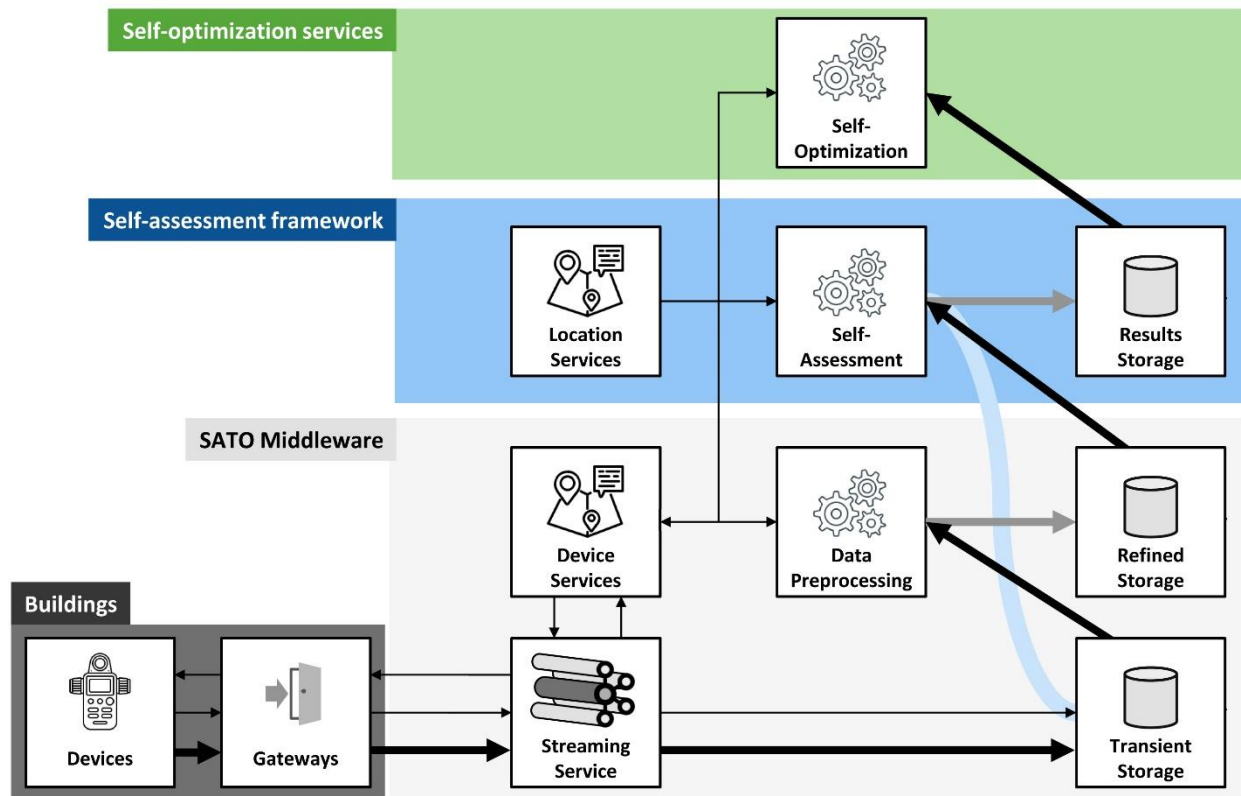 Self-optimization services
Self-
Optimization
Self-assessment framework
Location
Services
Self-
Assessment
Results
Storage
SATO Middleware
Device
Services
Data
Preprocessing
Refined
Storage
Buildings
Devices
Gateways
Streaming
Service
Transient
Storage